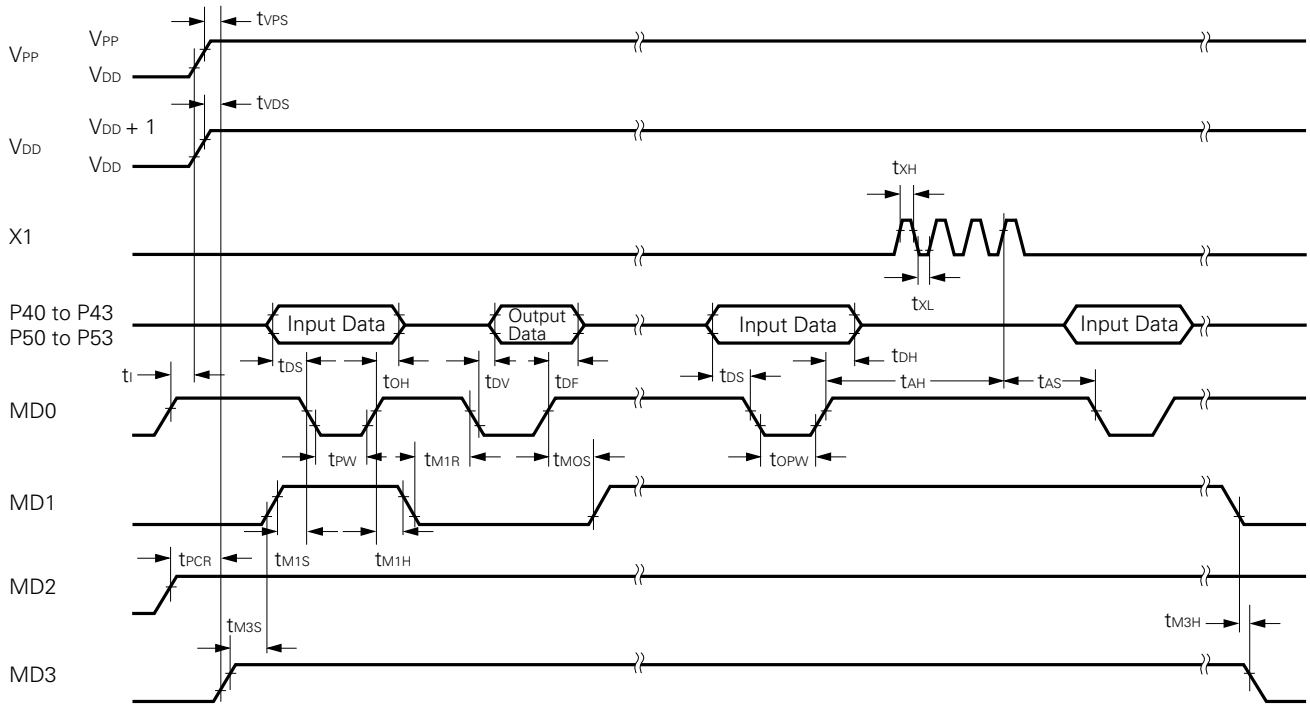 tVPS
VPP
VPP
VDD
tVDS
VDD + 1
VDD
VDD
tXH
X1
tXL
P40 to P43
P50 to P53
Input Data
Output
Data
Input Data
Input Data
tI
tDS
tOH
tDV
tDF
tDS
tDH
tAH
tAS
MD0
tPW
tM1R
tMOS
tOPW
MD1
tPCR
tM1S
tM1H
MD2
tM3S
tM3H
MD3